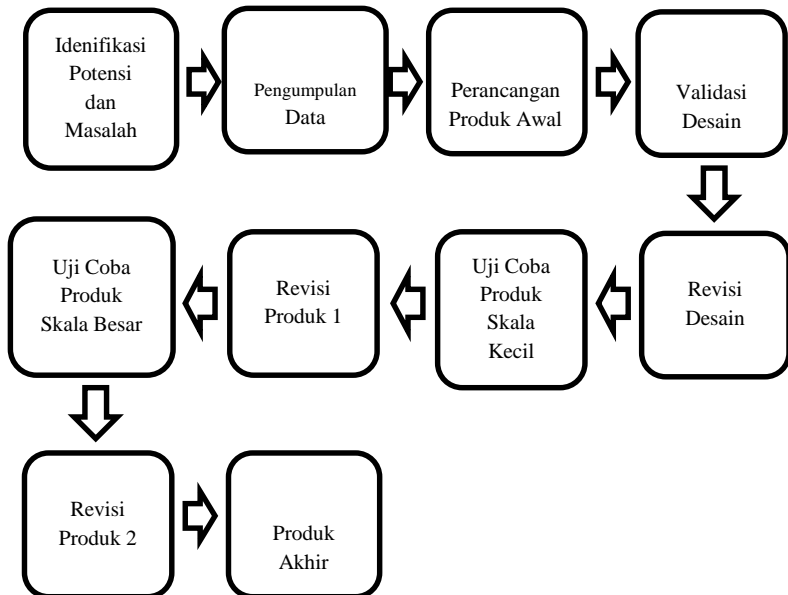 Idenifikasi
Potensi
dan
Masalah
Pengumpulan
Data
Perancangan
Produk Awal
Validasi
Desain
Revisi
Desain
Uji Coba
Produk
Skala
Kecil
Revisi
Produk 1
Uji Coba
Produk
Skala Besar
Revisi
Produk 2
Produk
Akhir